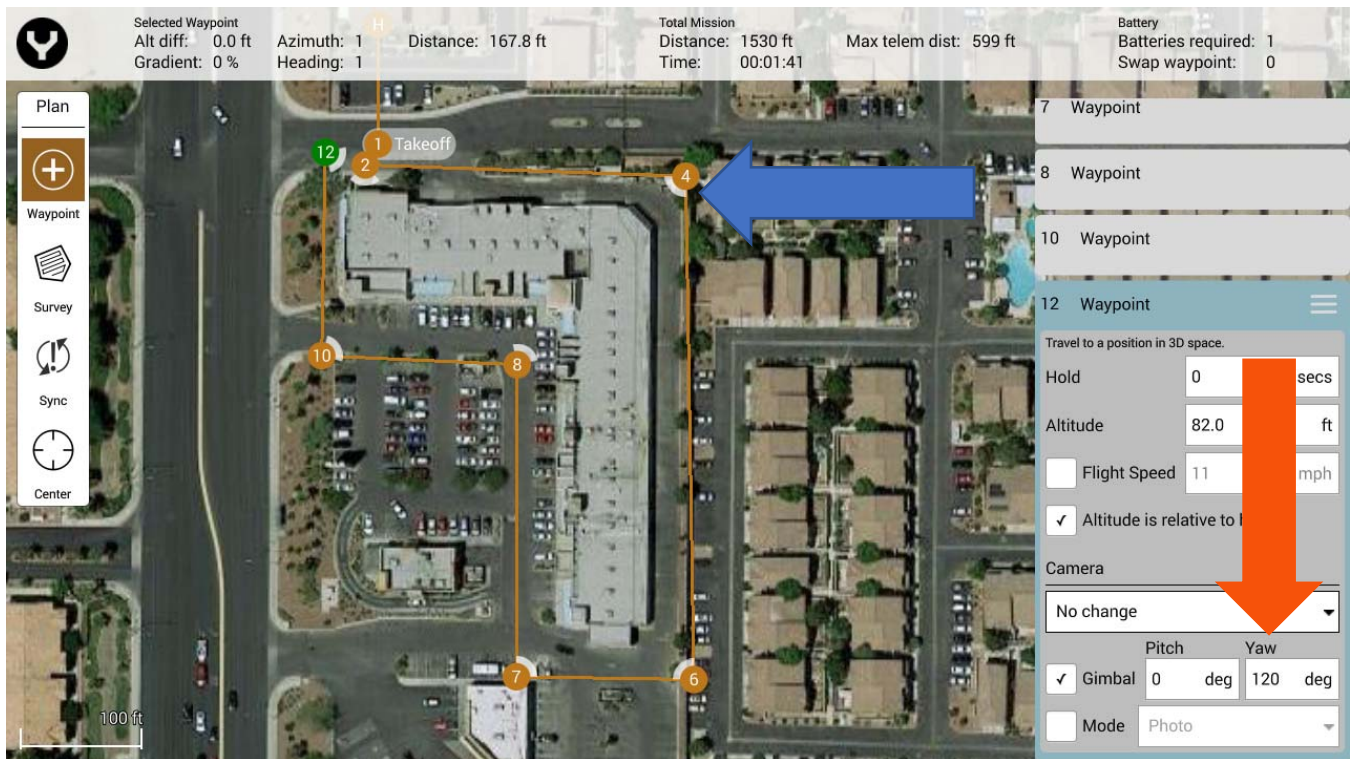 Selected Waypoint
Alt diff: 0.0 ft Azimuth: 1 Distance: 167.8 ft
Gradient: 0 % Heading: 1
Total Mission
Distance: 1530 ft Max telem dist: 599 ft
Time: 00:01:41
Battery
Batteries required: 1
Swap waypoint: 0
H
Plan
Waypoint
Survey
Sync
Center
12
1 Takeoff
2
4
10
8
7
6
100 ft
7 Waypoint
8 Waypoint
10 Waypoint
12 Waypoint
Travel to a position in 3D space.
Hold 0 secs
Altitude 82.0 ft
Flight Speed 11 mph
Altitude is relative to
Camera
No change
Pitch Yaw
Gimbal 0 deg 120 deg
Mode Photo